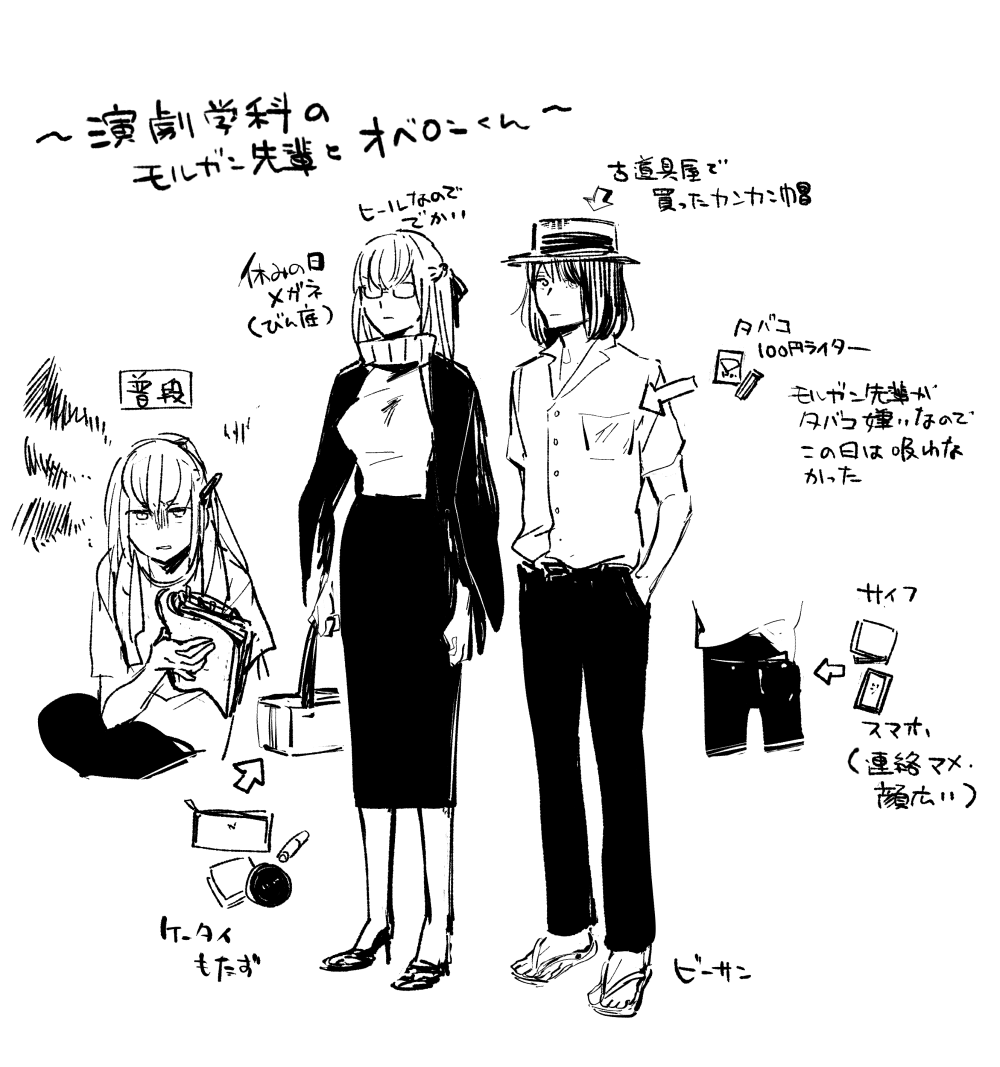 ～演劇学科の
モルガン先輩と オベロンくん～
ヒールなので
でかい
休みの日
メガネ
(びん底)
古道具屋で
買ったカンカン帽
タバコ
100円ライター
モルガン先輩が
タバコ嫌いなので
この日は吸わな
かった
普段
サイフ
スマホ、
(連絡マメ.
顔広い)
ケータイ
もたず
ビーサン